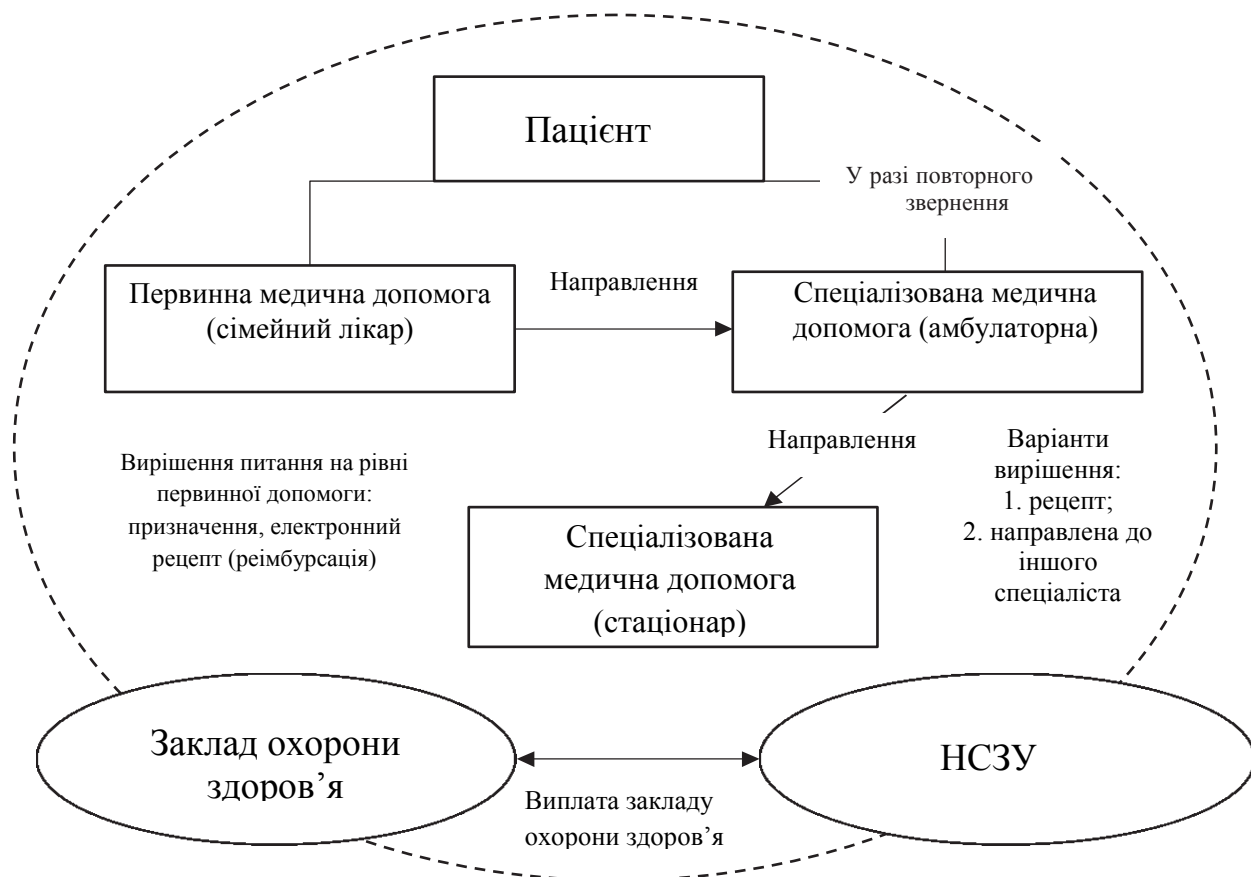 Пацієнт
У разі повторного
звернення
Первинна медична допомога
(сімейний лікар)
Направлення
Спеціалізована медична
допомога (амбулаторна)
Вирішення питання на рівні
первинної допомоги:
призначення, електронний
рецепт (реімбурсація)
Направлення
Варіанти
вирішення:
1. рецепт;
2. направлена до
іншого
спеціаліста
Спеціалізована
медична допомога
(стаціонар)
Заклад охорони
здоров’я
НСЗУ
Виплата закладу
охорони здоров’я